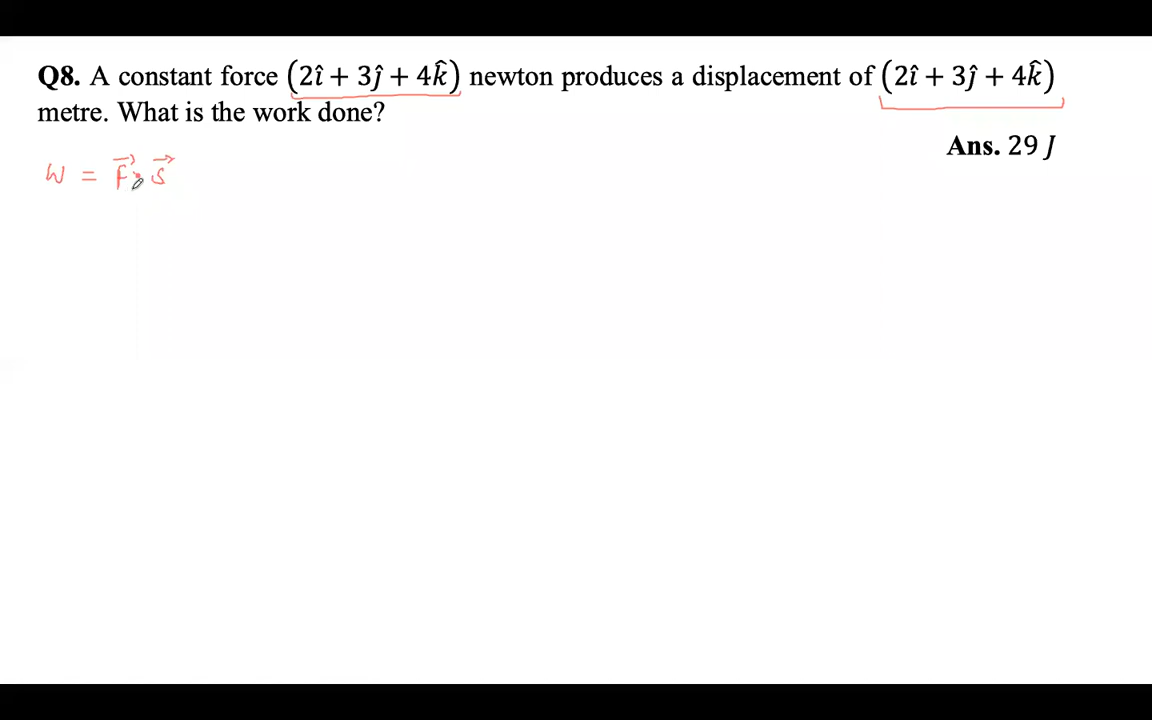 Q8. A constant force (2î + 3ĵ + 4k̂) newton produces a displacement of (2î + 3ĵ + 4k̂)
metre. What is the work done?
Ans. 29 J
W = F⃗ · s⃗